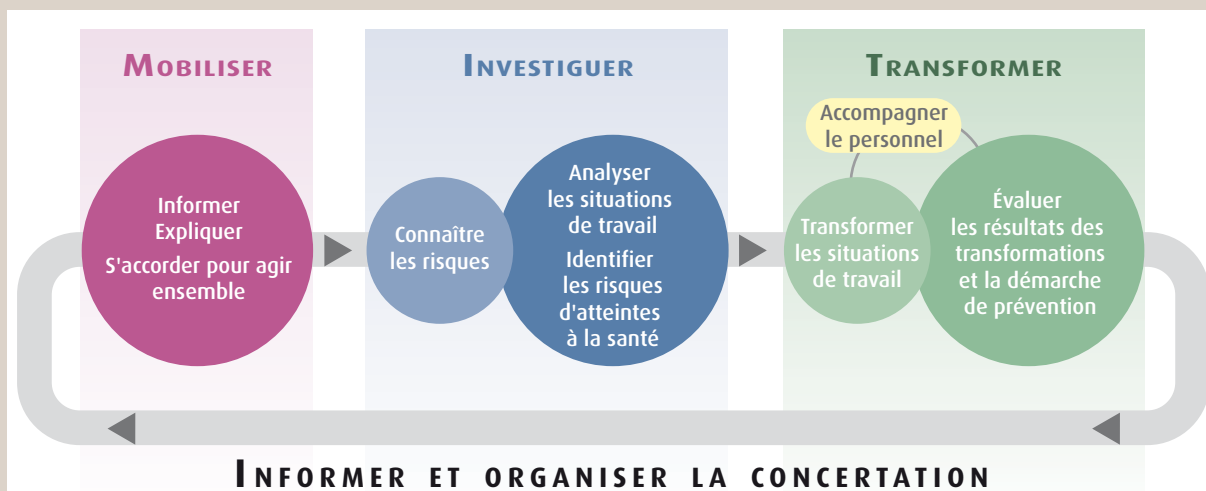 MOBILISER
Informer
Expliquer
S'accorder pour agir
ensemble
INVESTIGUER
Connaître
les risques
Analyser
les situations
de travail
Identifier
les risques
d'atteintes
à la santé
TRANSFORMER
Accompagner
le personnel
Transformer
les situations
de travail
Évaluer
les résultats des
transformations
et la démarche
de prévention
INFORMER ET ORGANISER LA CONCERTATION